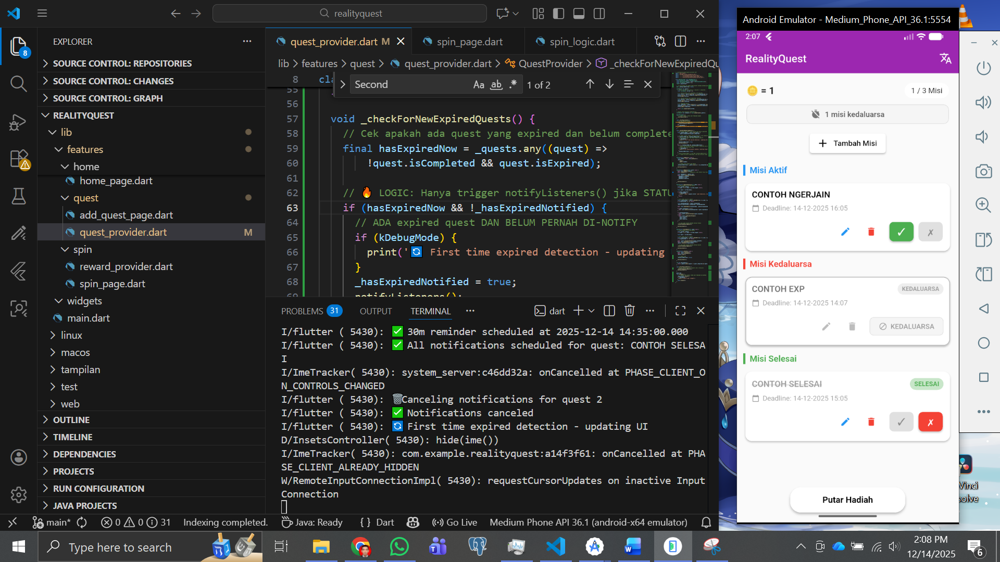 realityquest
EXPLORER
SOURCE CONTROL: REPOSITORIES
SOURCE CONTROL: CHANGES
SOURCE CONTROL: GRAPH
REALITYQUEST
lib
features
home
home_page.dart
quest
add_quest_page.dart
quest_provider.dart M
spin
reward_provider.dart
spin_page.dart
widgets
main.dart
linux
macos
tampilan
test
web
OUTLINE
TIMELINE
DEPENDENCIES
PROJECTS
RUN CONFIGURATION
JAVA PROJECTS
8
quest_provider.dart M
spin_page.dart
spin_logic.dart
lib > features > quest > quest_provider.dart > QuestProvider > _checkForNewExpiredQu
8 cla
Second Aa ab .* 1 of 2
55
56
57 void _checkForNewExpiredQuests() {
58 // Cek apakah ada quest yang expired dan belum complete
59 final hasExpiredNow = _quests.any((quest) =>
60 !quest.isCompleted && quest.isExpired);
61
62 // 🔥 LOGIC: Hanya trigger notifyListeners() jika STATU
63 if (hasExpiredNow && !_hasExpiredNotified) {
64 // ADA expired quest DAN BELUM PERNAH DI-NOTIFY
65 if (kDebugMode) {
66 print('🔄 First time expired detection - updating
67 }
68 _hasExpiredNotified = true;
69 notifyListeners();
PROBLEMS 31 OUTPUT TERMINAL
dart
I/flutter ( 5430): ✅ 30m reminder scheduled at 2025-12-14 14:35:00.000
I/flutter ( 5430): ✅ All notifications scheduled for quest: CONTOH SELESA
I
I/ImeTracker( 5430): system_server:c46dd32a: onCancelled at PHASE_CLIENT_O
N_CONTROLS_CHANGED
I/flutter ( 5430): 🗑️Canceling notifications for quest 2
I/flutter ( 5430): ✅ Notifications canceled
I/flutter ( 5430): 🔄 First time expired detection - updating UI
D/InsetsController( 5430): hide(ime())
I/ImeTracker( 5430): com.example.realityquest:a14f3f61: onCancelled at PHA
SE_CLIENT_ALREADY_HIDDEN
W/RemoteInputConnectionImpl( 5430): requestCursorUpdates on inactive Input
Connection
main* 0 0 31 Indexing completed. Java: Ready { } Dart Go Live Medium Phone API 36.1 (android-x64 emulator)
Android Emulator - Medium_Phone_API_36.1:5554
2:07
RealityQuest
= 1
1 / 3 Misi
1 misi kedaluarsa
+ Tambah Misi
Misi Aktif
CONTOH NGERJAIN
Deadline: 14-12-2025 16:05
✓ ✗
Misi Kedaluarsa
CONTOH EXP KEDALUARSA
Deadline: 14-12-2025 14:07
KEDALUARSA
Misi Selesai
CONTOH SELESAI SELESAI
Deadline: 14-12-2025 15:05
✓ ✗
Putar Hadiah
Vinci
olve
Type here to search
2:08 PM
12/14/2025
6